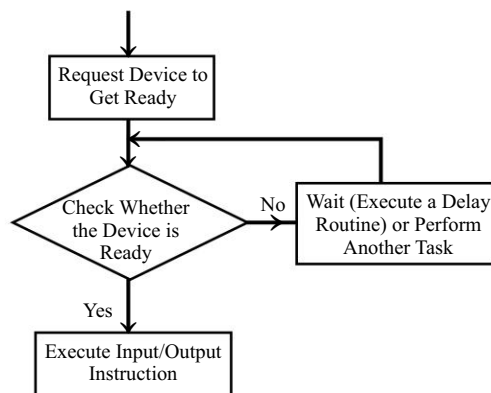 Request Device to
Get Ready
Check Whether
the Device is
Ready
No
Wait (Execute a Delay
Routine) or Perform
Another Task
Yes
Execute Input/Output
Instruction